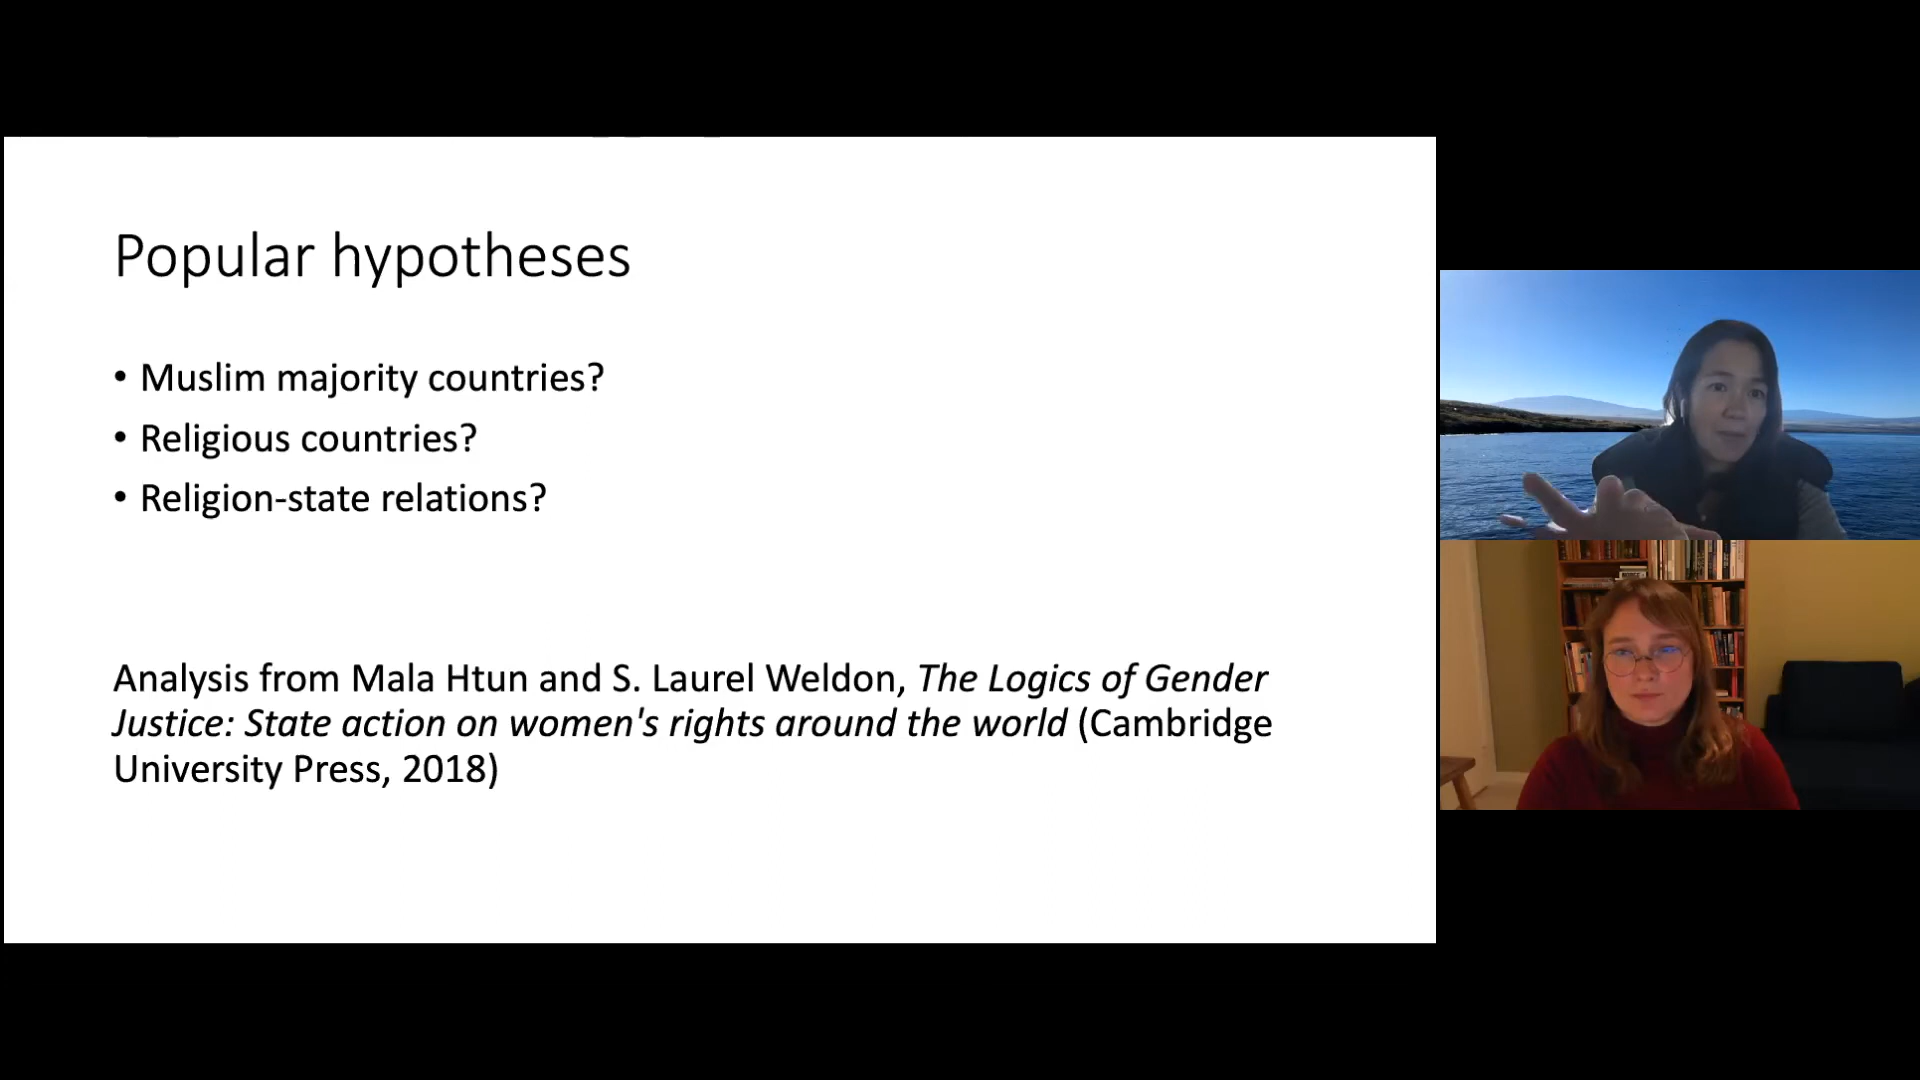 Popular hypotheses
• Muslim majority countries?
• Religious countries?
• Religion-state relations?
Analysis from Mala Htun and S. Laurel Weldon, The Logics of Gender
Justice: State action on women's rights around the world (Cambridge
University Press, 2018)